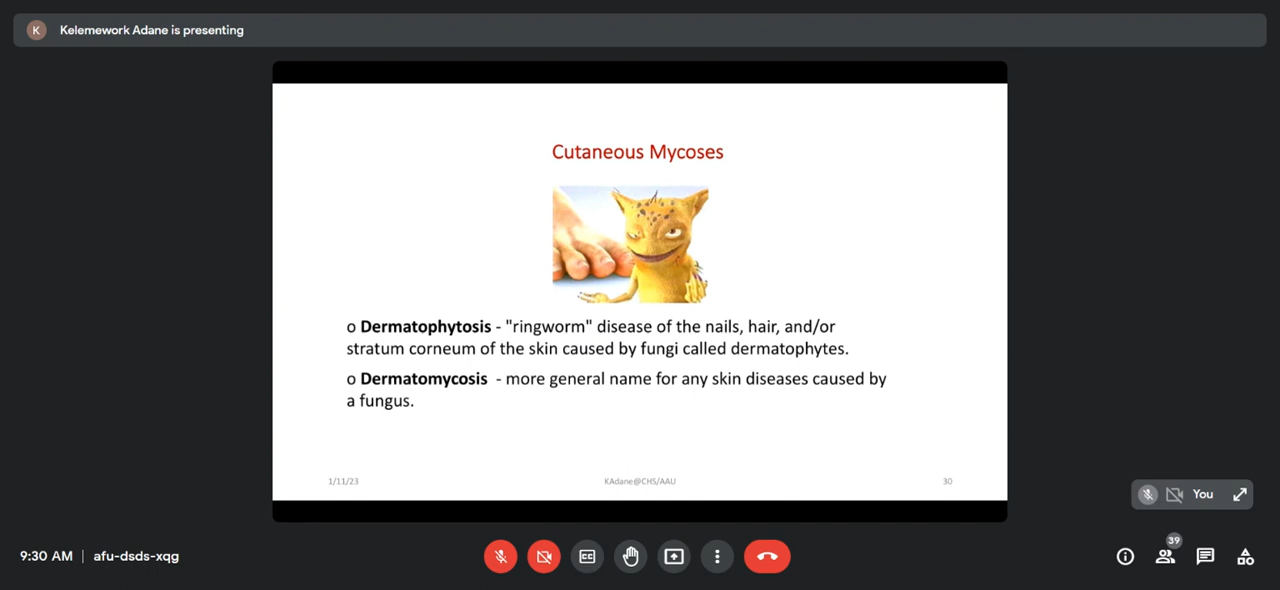 K
Kelemework Adane is presenting
Cutaneous Mycoses
o Dermatophytosis - "ringworm" disease of the nails, hair, and/or
stratum corneum of the skin caused by fungi called dermatophytes.
o Dermatomycosis - more general name for any skin diseases caused by
a fungus.
1/11/23
KAdane@CHS/AAU
30
You
9:30 AM | afu-dsds-xqg
CC
39